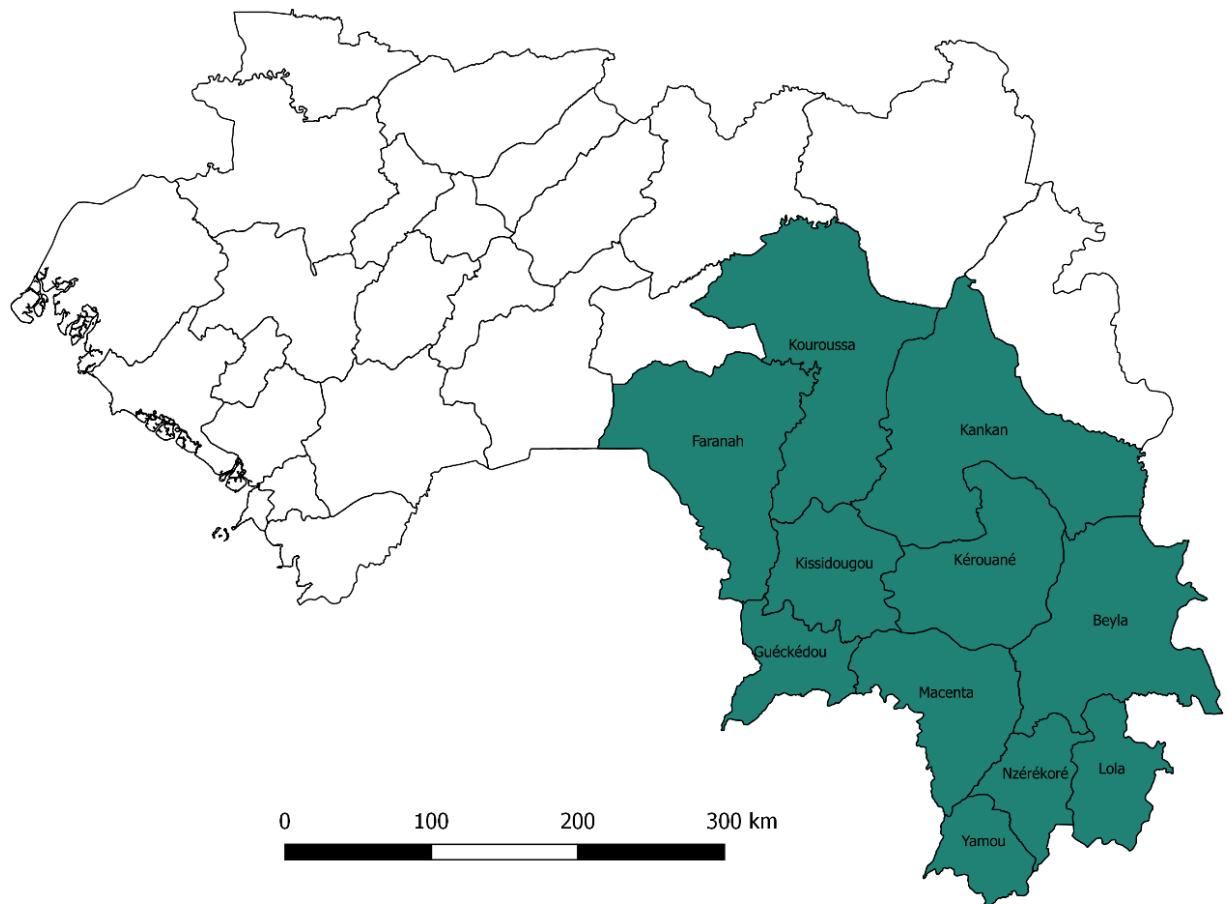 Kouroussa
Kankan
Faranah
Kissidougou
Kérouané
Beyla
Guéckédou
Macenta
Nzérékoré
Lola
Yamou
0 100 200 300 km